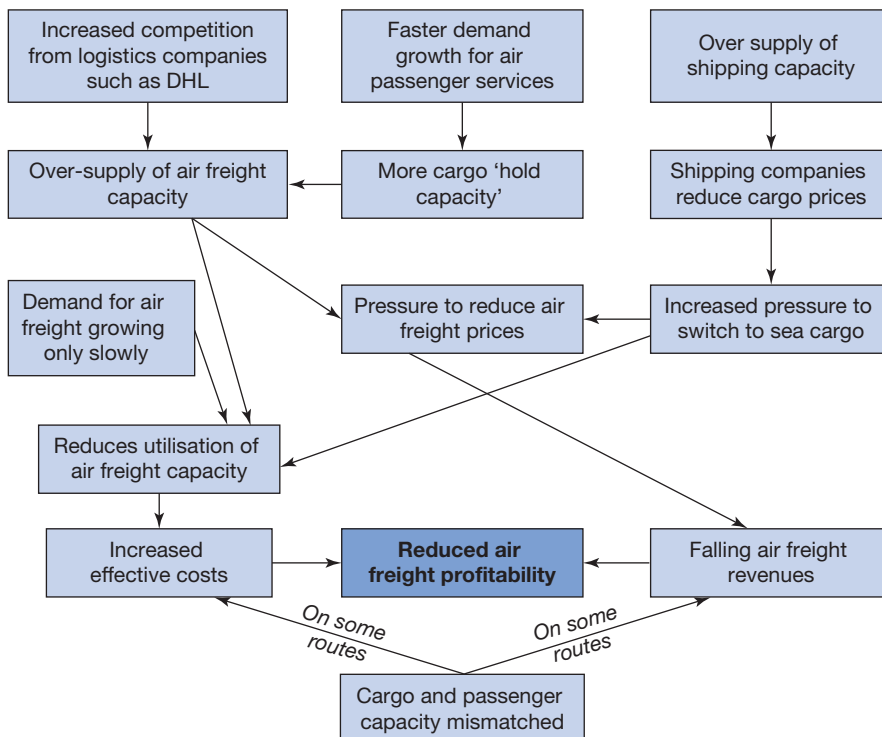 Increased competition
from logistics companies
such as DHL
Faster demand
growth for air
passenger services
Over supply of
shipping capacity
Over-supply of air freight
capacity
More cargo ‘hold
capacity’
Shipping companies
reduce cargo prices
Demand for air
freight growing
only slowly
Pressure to reduce air
freight prices
Increased pressure to
switch to sea cargo
Reduces utilisation of
air freight capacity
Increased
effective costs
Reduced air
freight profitability
Falling air freight
revenues
On some
routes
On some
routes
Cargo and passenger
capacity mismatched